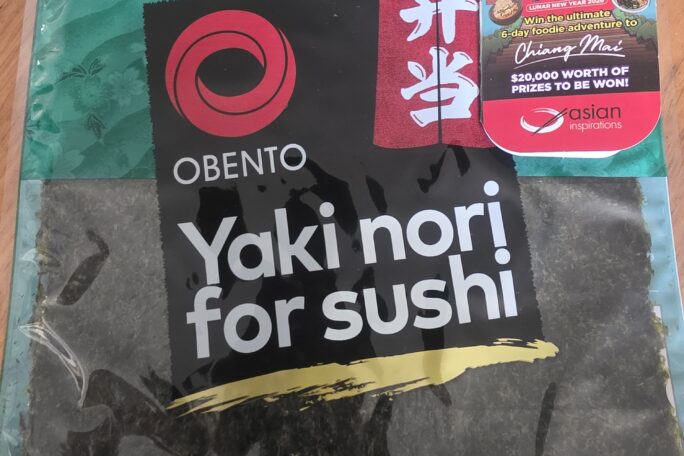 弁当
LUNAR NEW YEAR 2026
Win the ultimate
6-day foodie adventure to
Chiang Mai
$20,000 WORTH OF
PRIZES TO BE WON!
asian
inspirations
OBENTO
Yaki nori
for sushi